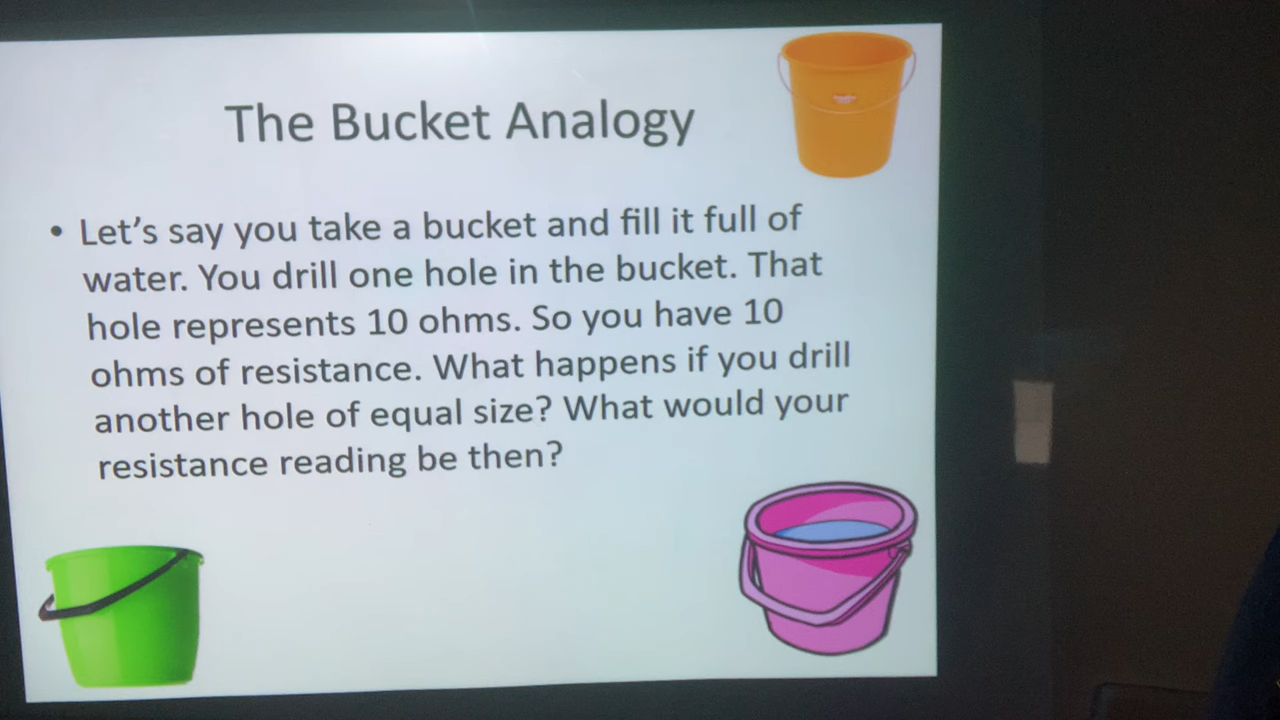 The Bucket Analogy
• Let's say you take a bucket and fill it full of
water. You drill one hole in the bucket. That
hole represents 10 ohms. So you have 10
ohms of resistance. What happens if you drill
another hole of equal size? What would your
resistance reading be then?